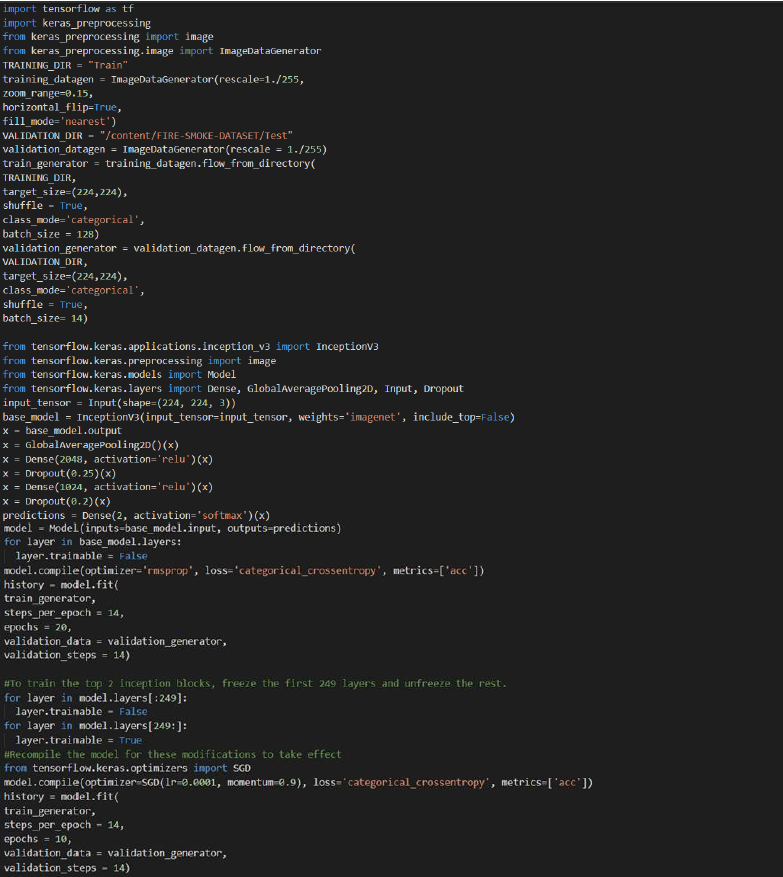 import tensorflow as tf
import keras_preprocessing
from keras_preprocessing import image
from keras_preprocessing.image import ImageDataGenerator
TRAINING_DIR = "Train"
training_datagen = ImageDataGenerator(rescale=1./255,
zoom_range=0.15,
horizontal_flip=True,
fill_mode='nearest')
VALIDATION_DIR = "/content/FIRE-SMOKE-DATASET/Test"
validation_datagen = ImageDataGenerator(rescale = 1./255)
train_generator = training_datagen.flow_from_directory(
TRAINING_DIR,
target_size=(224,224),
shuffle = True,
class_mode='categorical',
batch_size = 128)
validation_generator = validation_datagen.flow_from_directory(
VALIDATION_DIR,
target_size=(224,224),
class_mode='categorical',
shuffle = True,
batch_size= 14)
from tensorflow.keras.applications.inception_v3 import InceptionV3
from tensorflow.keras.preprocessing import image
from tensorflow.keras.models import Model
from tensorflow.keras.layers import Dense, GlobalAveragePooling2D, Input, Dropout
input_tensor = Input(shape=(224, 224, 3))
base_model = InceptionV3(input_tensor=input_tensor, weights='imagenet', include_top=False)
x = base_model.output
x = GlobalAveragePooling2D()(x)
x = Dense(2048, activation='relu')(x)
x = Dropout(0.25)(x)
x = Dense(1024, activation='relu')(x)
x = Dropout(0.2)(x)
predictions = Dense(2, activation='softmax')(x)
model = Model(inputs=base_model.input, outputs=predictions)
for layer in base_model.layers:
  layer.trainable = False
model.compile(optimizer='rmsprop', loss='categorical_crossentropy', metrics=['acc'])
history = model.fit(
train_generator,
steps_per_epoch = 14,
epochs = 20,
validation_data = validation_generator,
validation_steps = 14)
#To train the top 2 inception blocks, freeze the first 249 layers and unfreeze the rest.
for layer in model.layers[:249]:
  layer.trainable = False
for layer in model.layers[249:]:
  layer.trainable = True
#Recompile the model for these modifications to take effect
from tensorflow.keras.optimizers import SGD
model.compile(optimizer=SGD(lr=0.0001, momentum=0.9), loss='categorical_crossentropy', metrics=['acc'])
history = model.fit(
train_generator,
steps_per_epoch = 14,
epochs = 10,
validation_data = validation_generator,
validation_steps = 14)